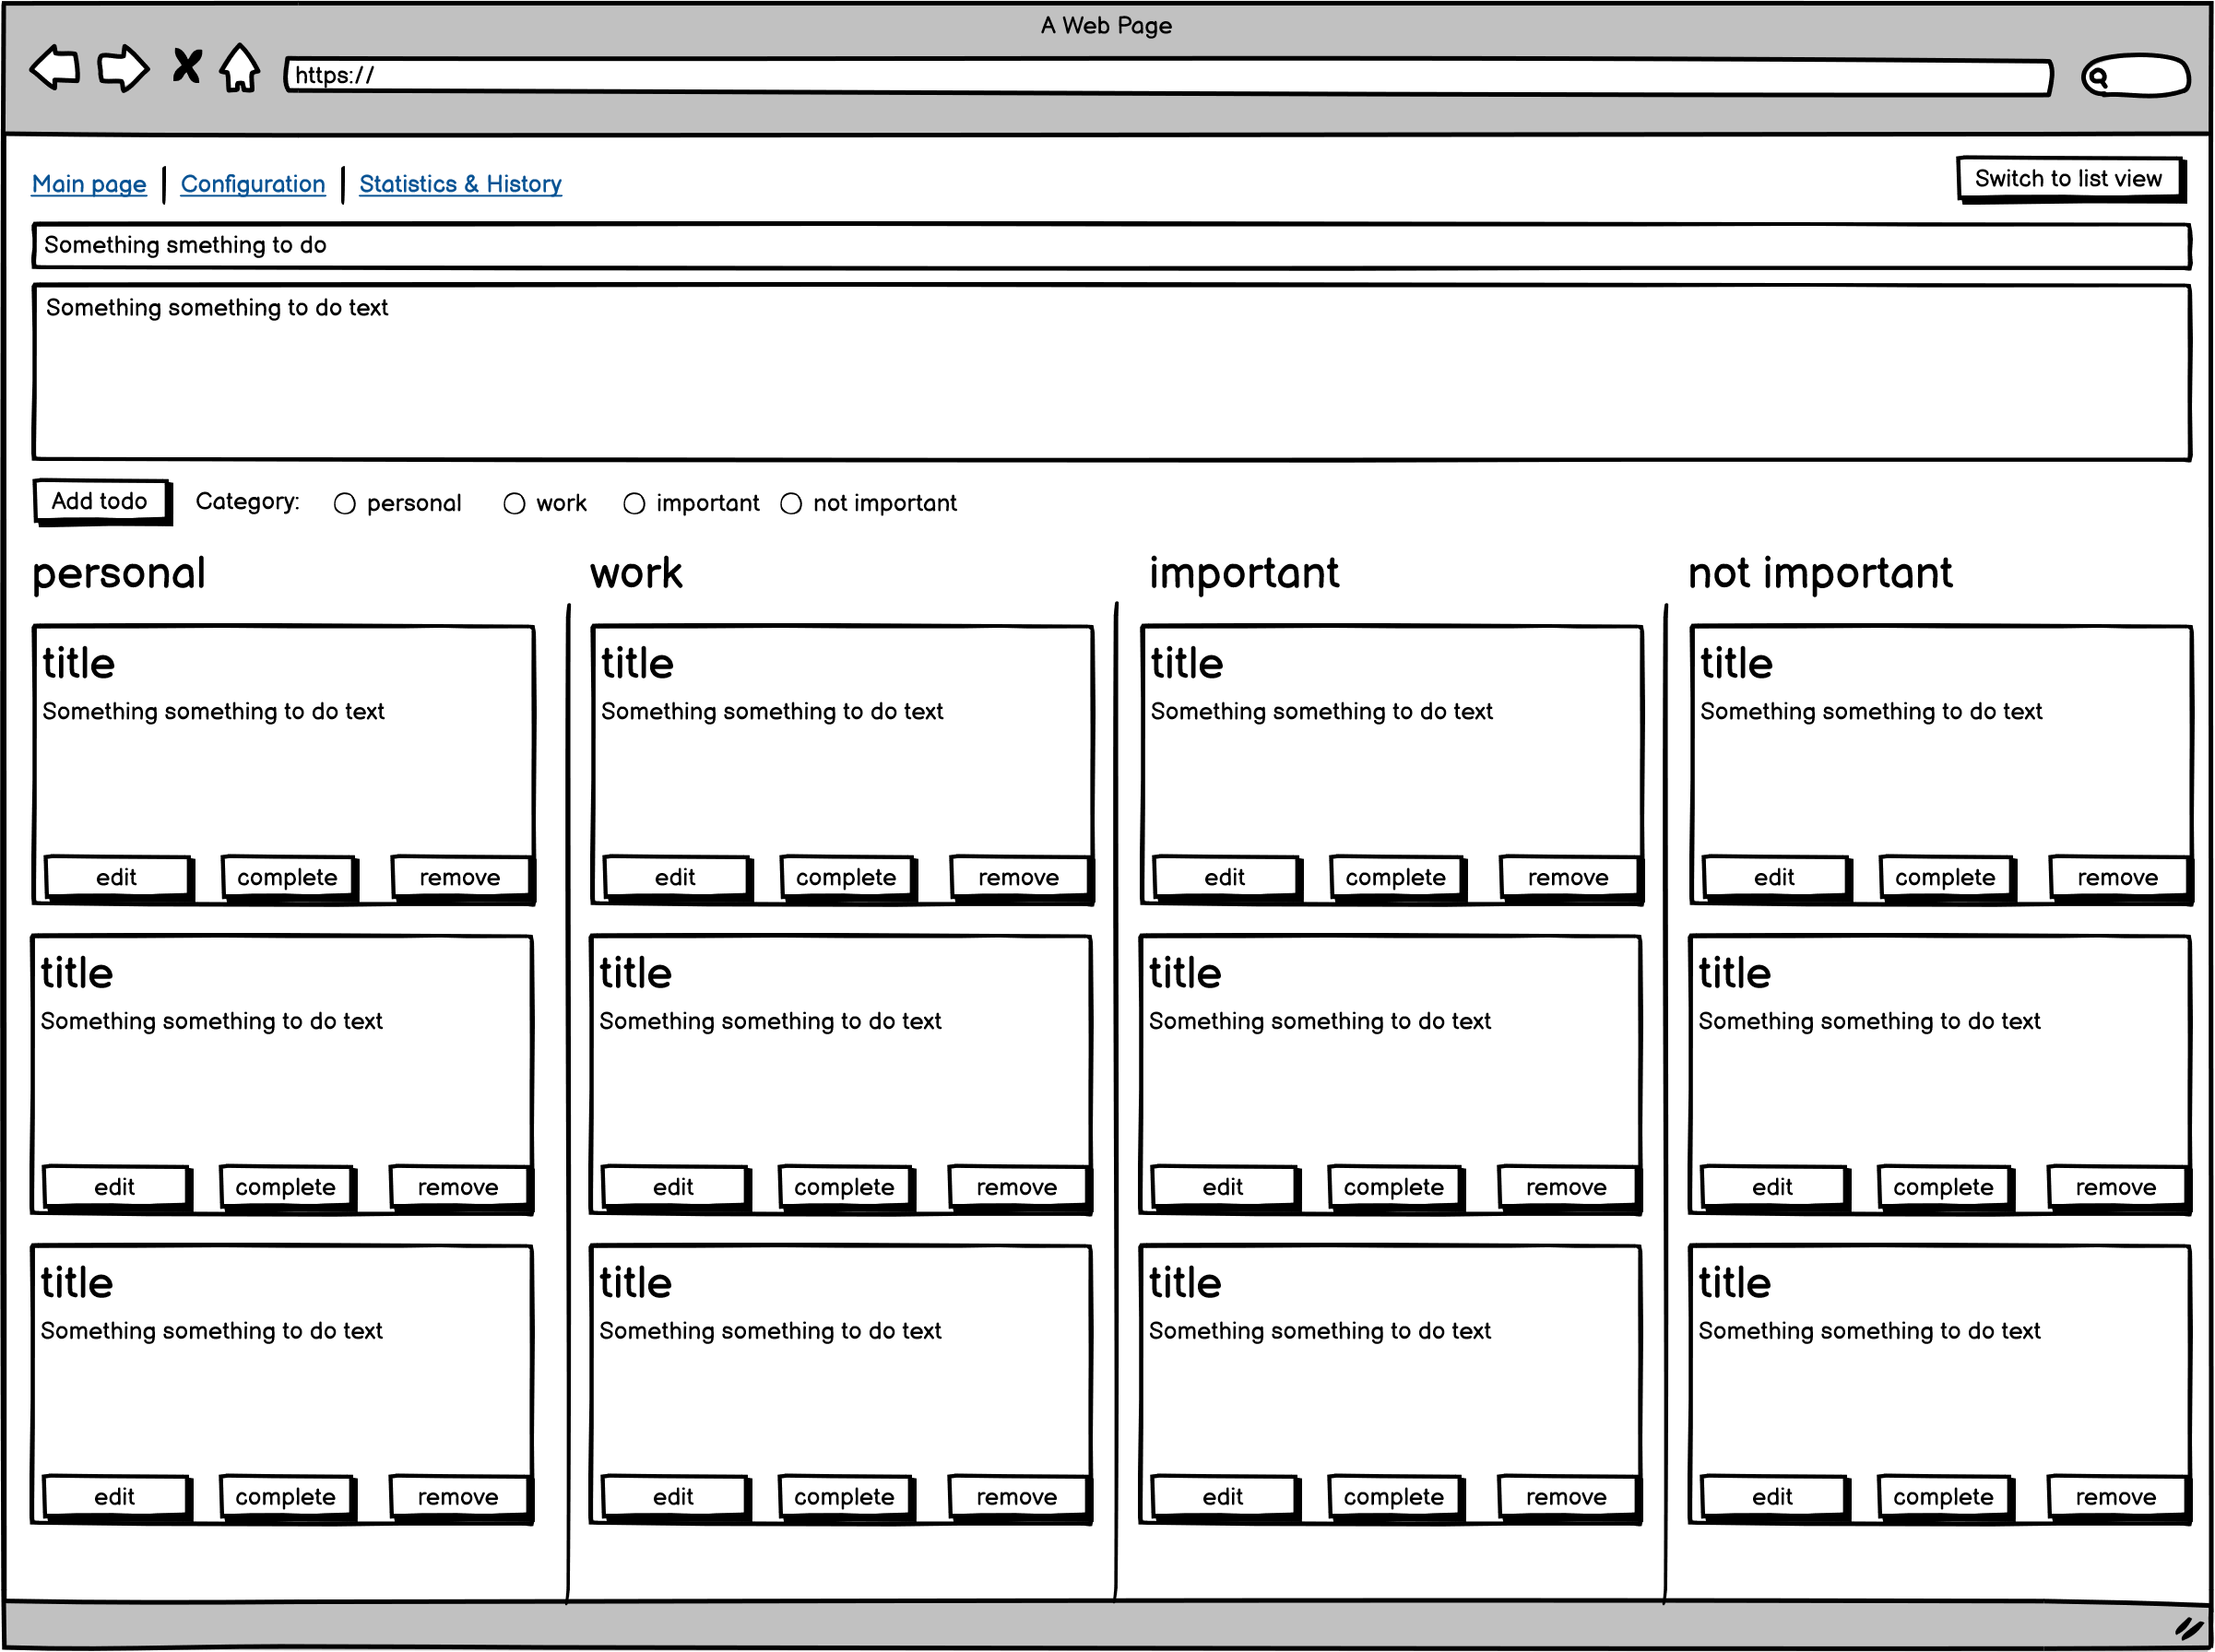 A Web Page
https://
Main page Configuration Statistics & History Switch to list view
Something smething to do
Something something to do text
Add todo Category: personal work important not important
personal work important not important
title title title title
Something something to do text Something something to do text Something something to do text Something something to do text
edit complete remove edit complete remove edit complete remove edit complete remove
title title title title
Something something to do text Something something to do text Something something to do text Something something to do text
edit complete remove edit complete remove edit complete remove edit complete remove
title title title title
Something something to do text Something something to do text Something something to do text Something something to do text
edit complete remove edit complete remove edit complete remove edit complete remove